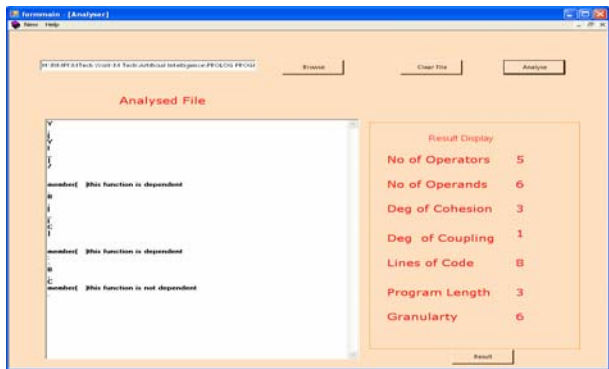 formmain - [Analyser]
New Help
Browse
Clear File
Analyse
Analysed File
Result Display
member( )this function is dependent
member( )this function is dependent
member( )this function is not dependent
No of Operators 5
No of Operands 6
Deg of Cohesion 3
Deg of Coupling 1
Lines of Code 8
Program Length 3
Granularty 6
Result